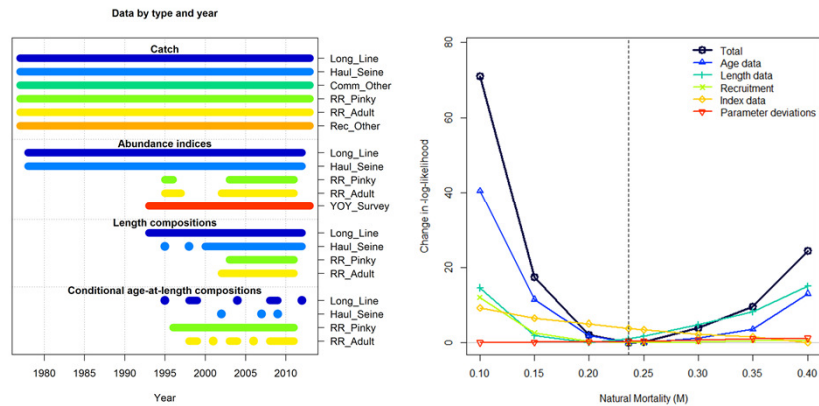 Data by type and year
Catch
Long_Line
Haul_Seine
Comm_Other
RR_Pinky
RR_Adult
Rec_Other
Abundance indices
Long_Line
Haul_Seine
RR_Pinky
RR_Adult
YOY_Survey
Length compositions
Long_Line
Haul_Seine
RR_Pinky
RR_Adult
Conditional age-at-length compositions
Long_Line
Haul_Seine
RR_Pinky
RR_Adult
1980 1985 1990 1995 2000 2005 2010
Year
Change in -log-likelihood
80
60
40
20
0
Total
Age data
Length data
Recruitment
Index data
Parameter deviations
0.10 0.15 0.20 0.25 0.30 0.35 0.40
Natural Mortality (M)